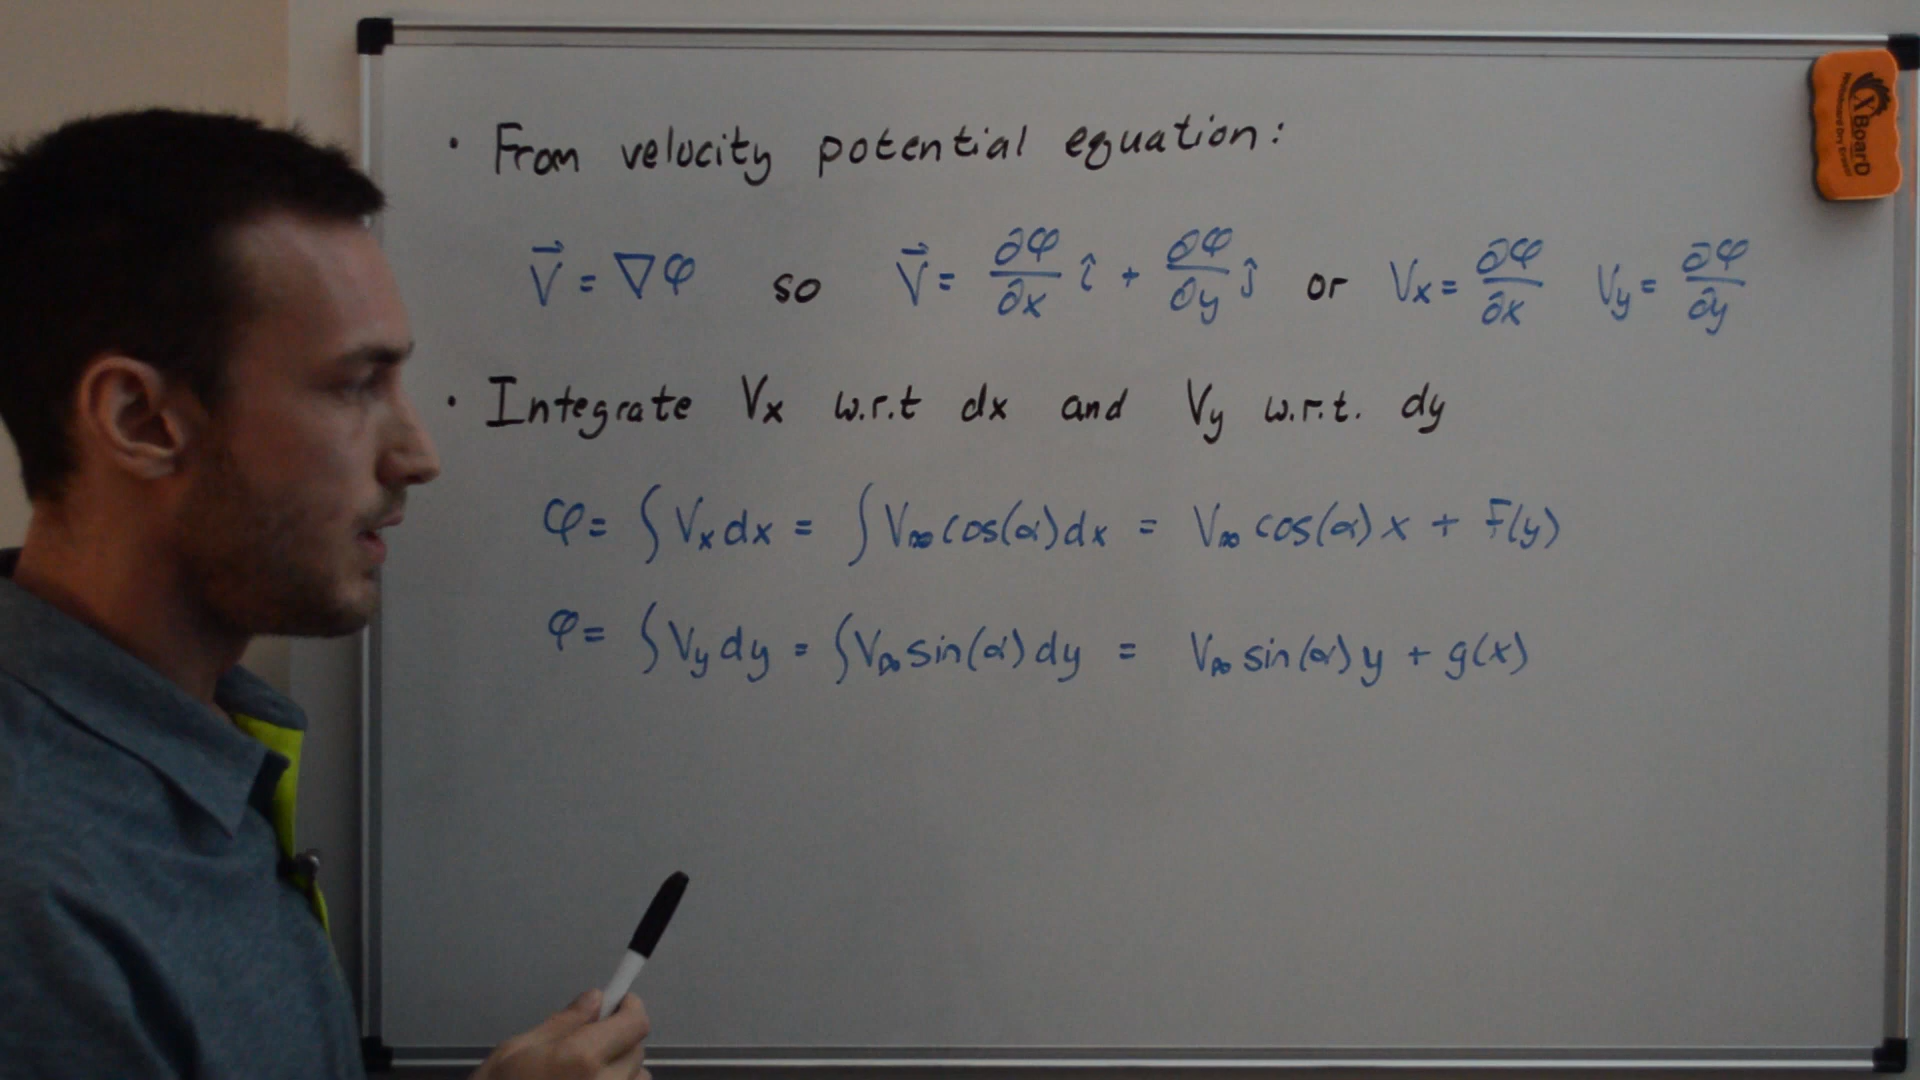 · From velocity potential equation:
V⃗ = ∇φ so V⃗ = ∂φ/∂x î + ∂φ/∂y ĵ or Vx = ∂φ/∂x Vy = ∂φ/∂y
· Integrate Vx w.r.t dx and Vy w.r.t. dy
φ = ∫ Vx dx = ∫ V∞ cos(α) dx = V∞ cos(α) x + f(y)
φ = ∫ Vy dy = ∫ V∞ sin(α) dy = V∞ sin(α) y + g(x)
XBoarD